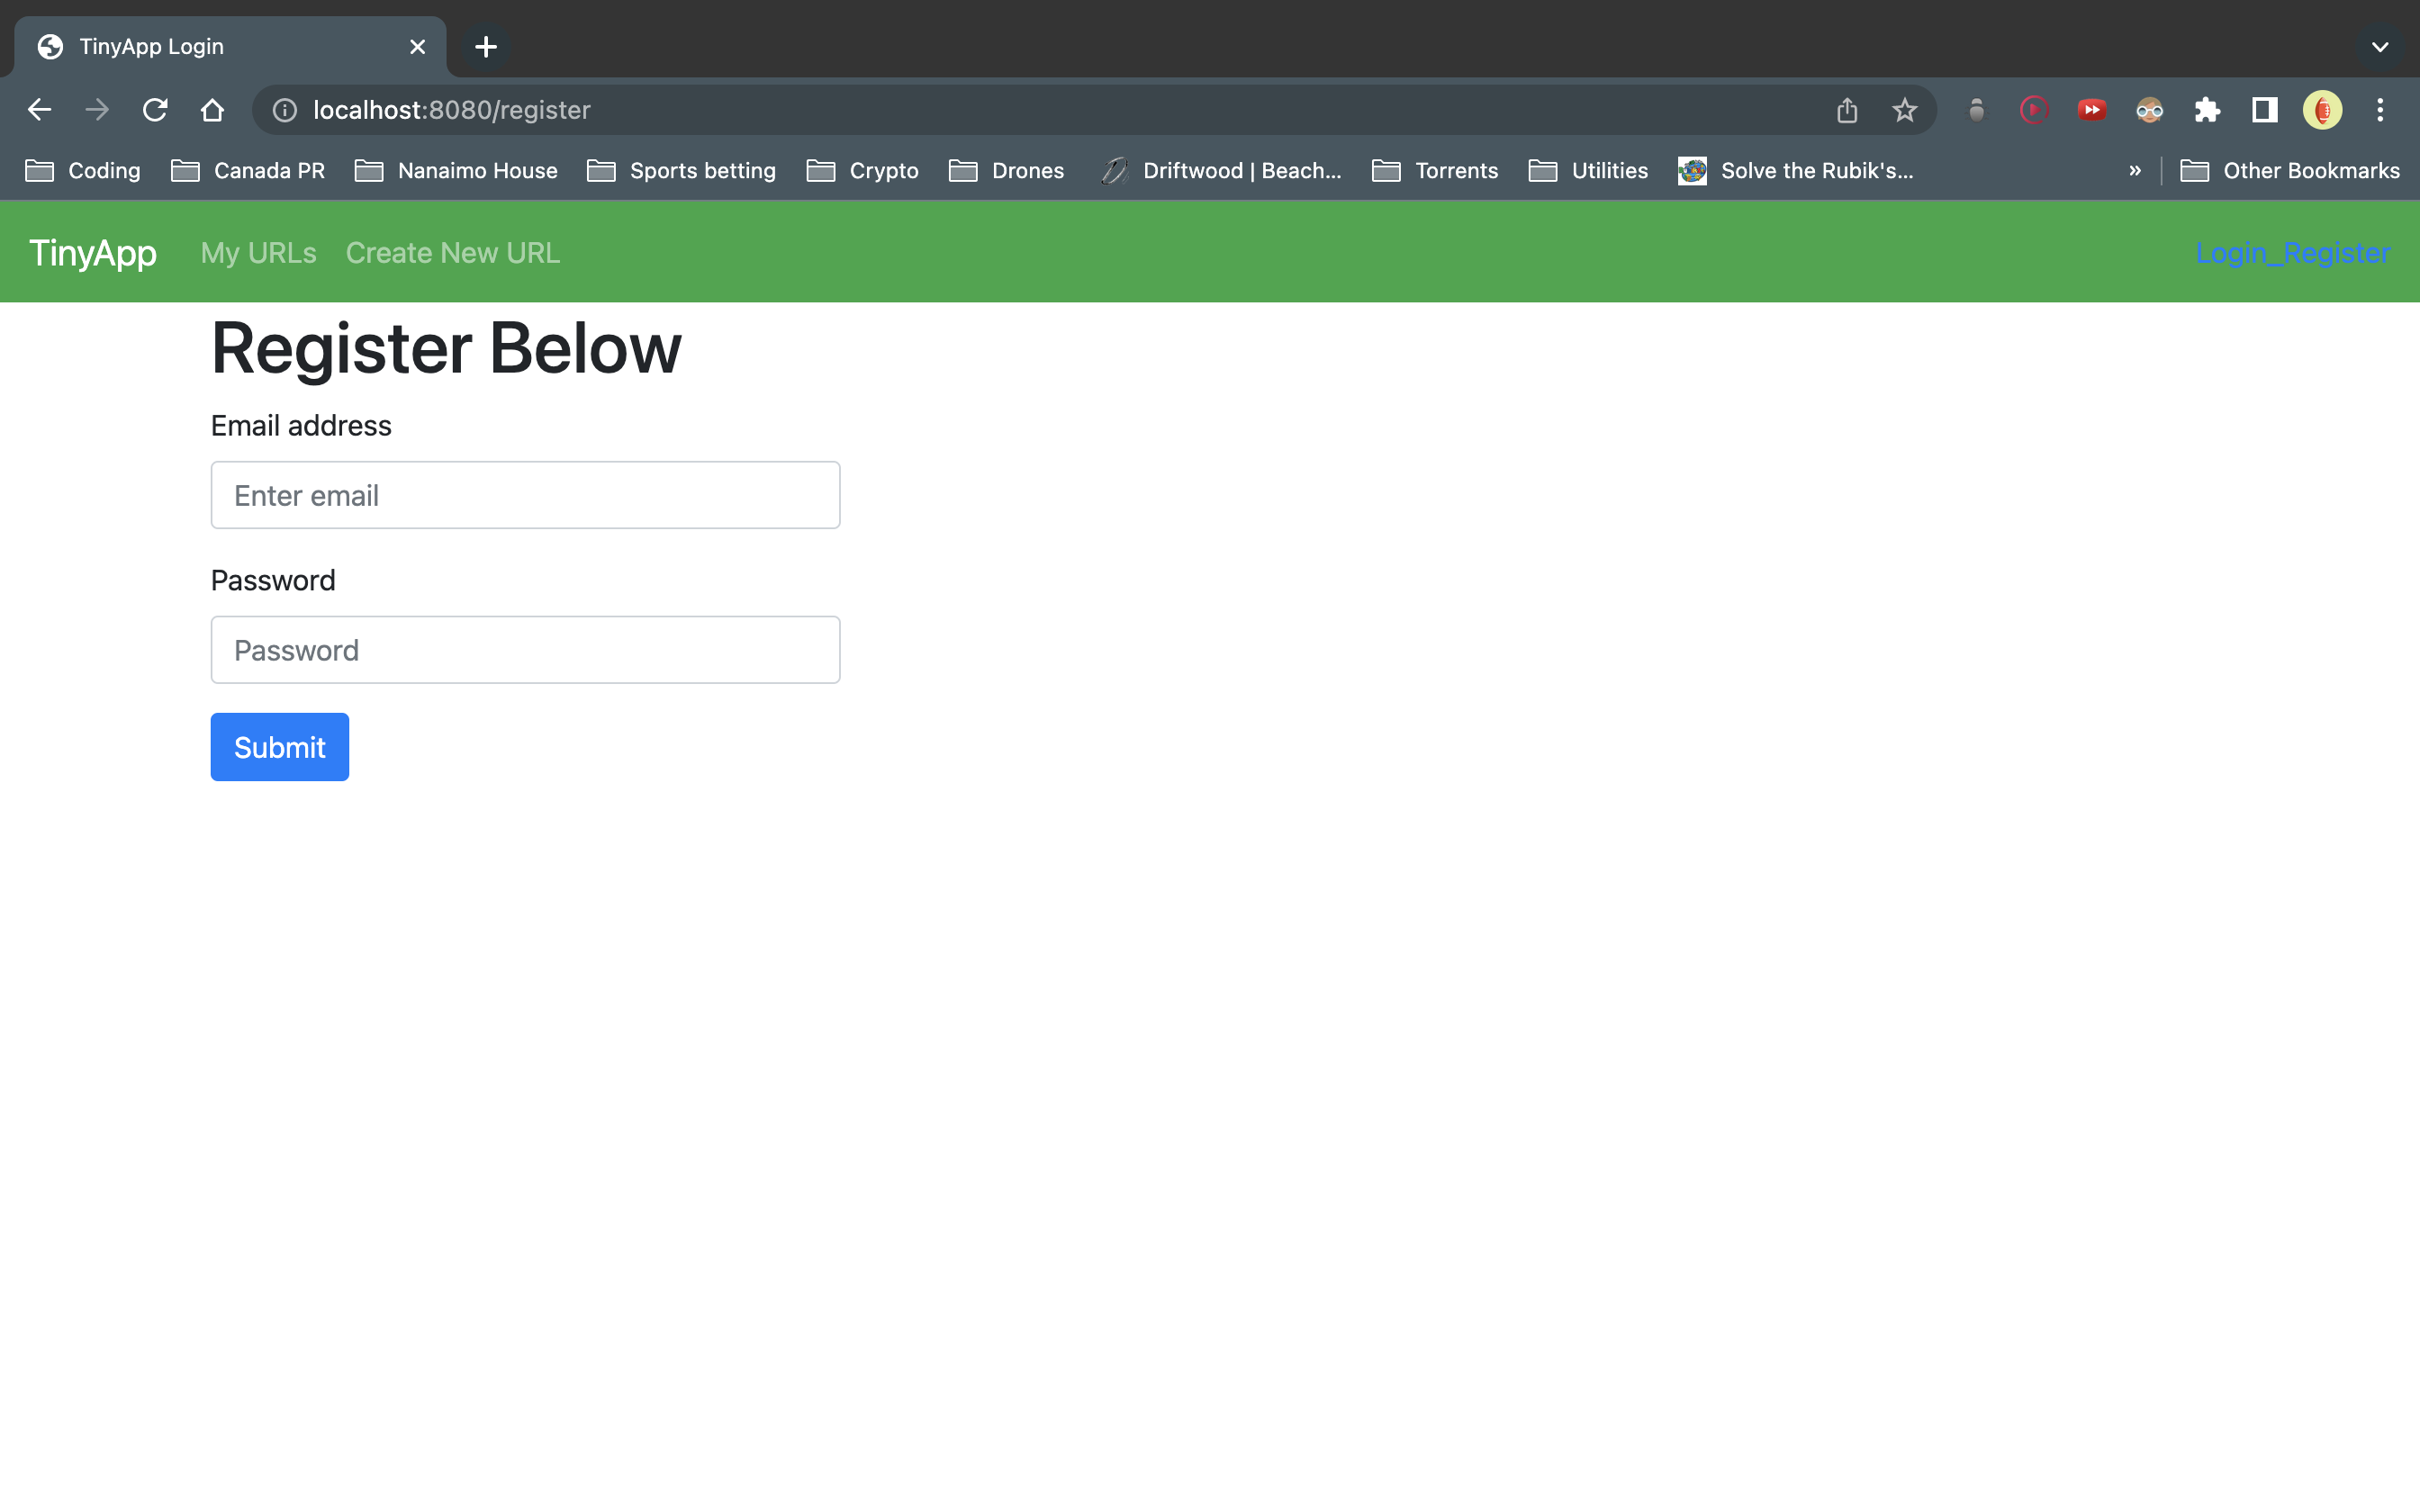 TinyApp Login
localhost:8080/register
Coding Canada PR Nanaimo House Sports betting Crypto Drones Driftwood | Beach... Torrents Utilities Solve the Rubik's... » Other Bookmarks
TinyApp My URLs Create New URL Login_Register
Register Below
Email address
Enter email
Password
Password
Submit